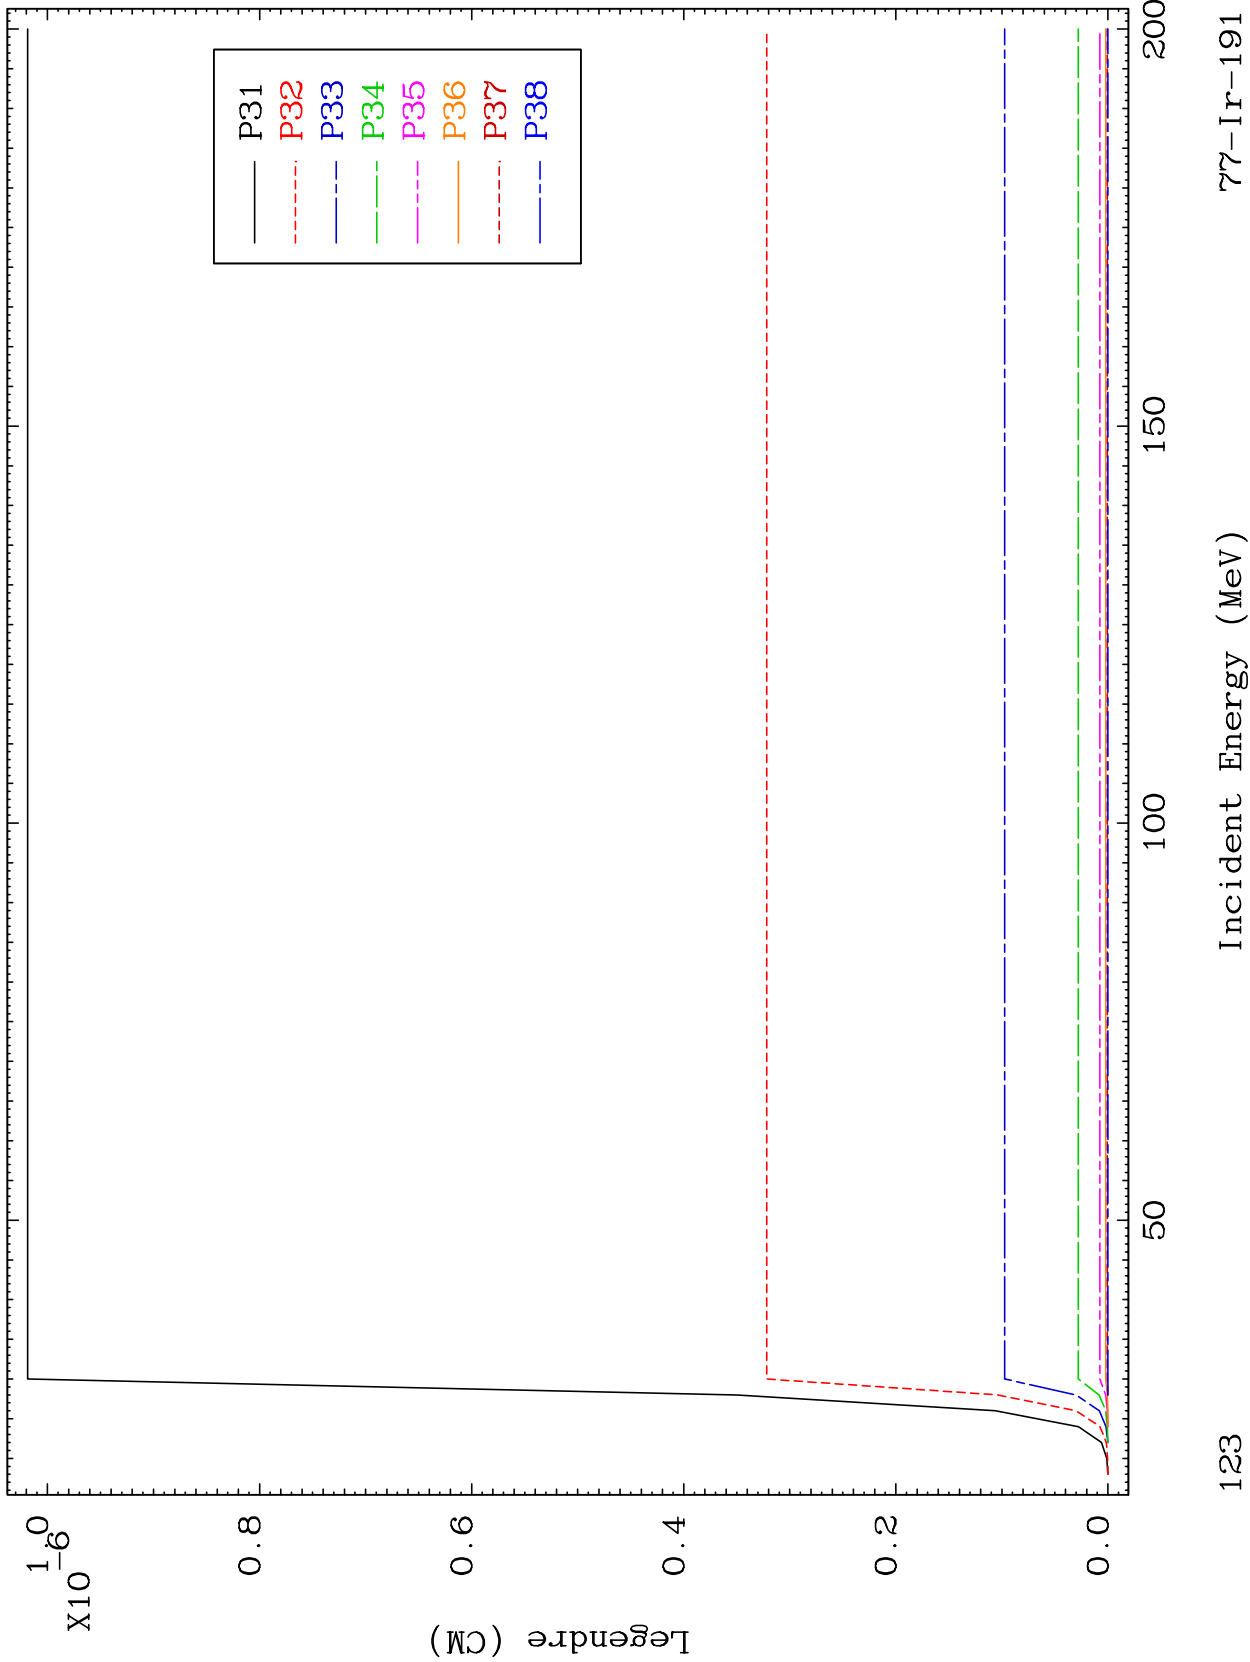 X10
-6
1.0
0.8
0.6
0.4
0.2
0.0
Legendre (CM)
P31
P32
P33
P34
P35
P36
P37
P38
50
100
150
200
123
Incident Energy (MeV)
77-Ir-191